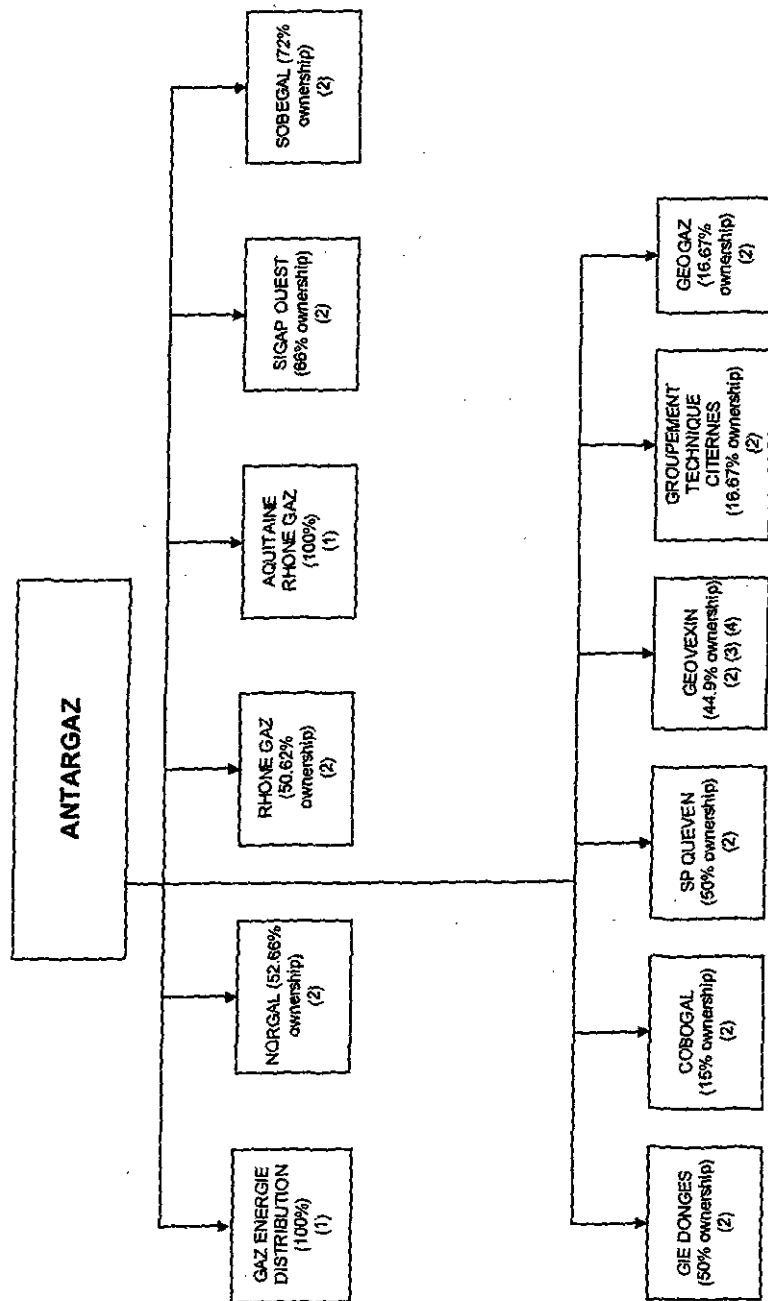 ANTARGAZ
GAZ ENERGIE
DISTRIBUTION
(100%)
(1)
NORGAL (52.66%
ownership)
(2)
RHONE GAZ
(50.62%
ownership)
(2)
AQUITAINE
RHONE GAZ
(100%)
(1)
SIGAP OUEST
(66% ownership)
(2)
SOBEGAL (72%
ownership)
(2)
GIE DONGES
(50% ownership)
(2)
COBOGAL
(15% ownership)
(2)
SP QUEVEN
(50% ownership)
(2)
GEOVEXIN
(44.9% ownership)
(2) (3) (4)
GROUPEMENT
TECHNIQUE
CITERNES
(16.67% ownership)
(2)
GEOGAZ
(16.67%
ownership)
(2)